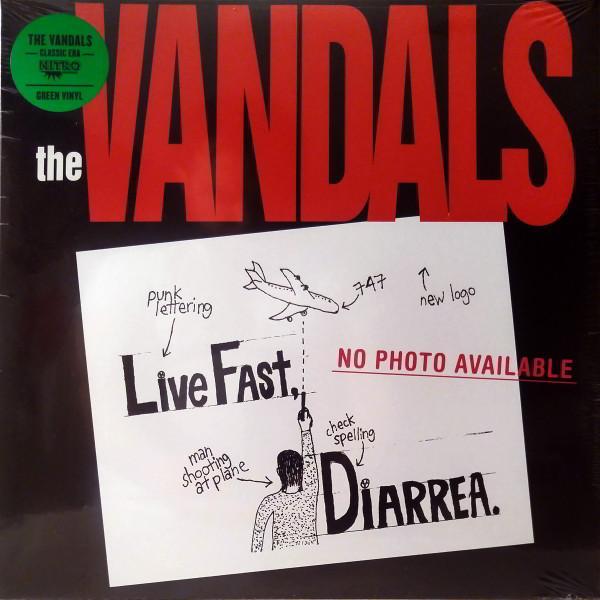 THE VANDALS
CLASSIC ERA
NITRO
GREEN VINYL
the VANDALS
747
new logo
punk
lettering
Live Fast,
NO PHOTO AVAILABLE
check
spelling
man
shooting
at plane
DiARREA.